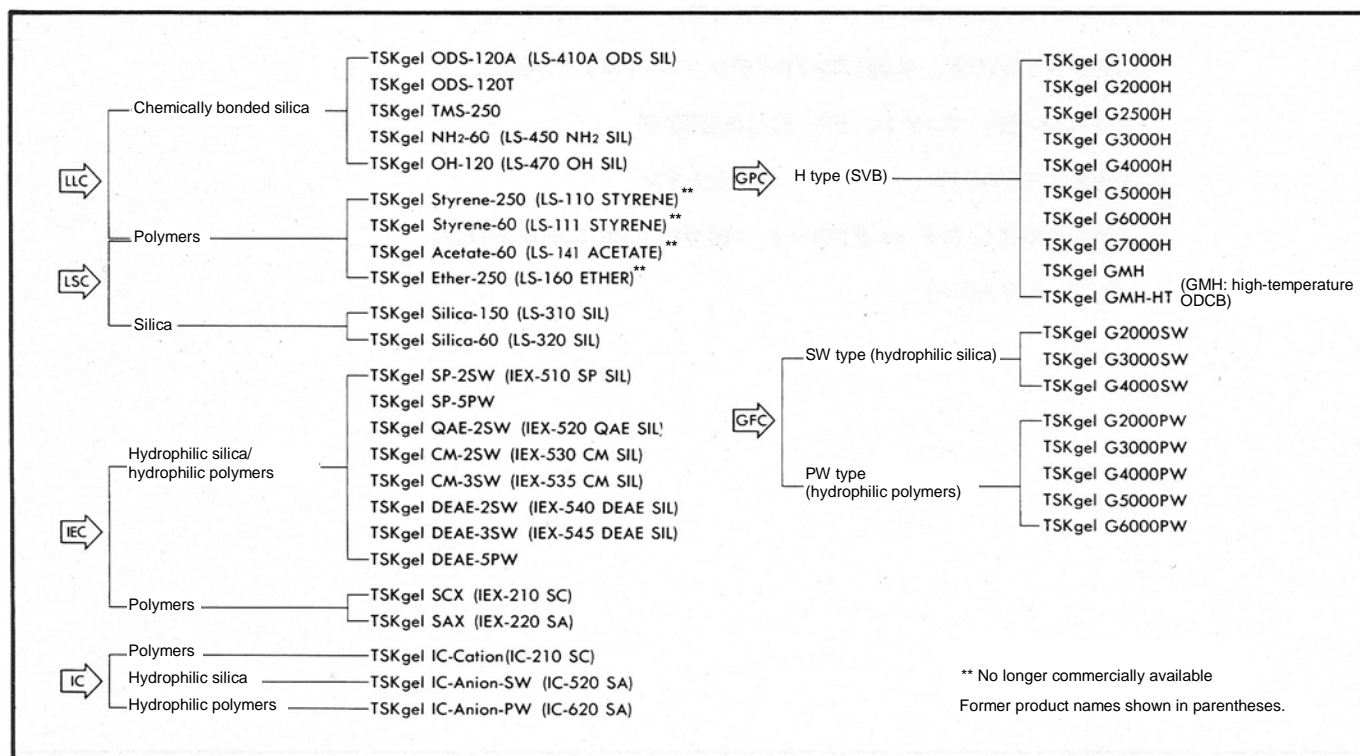 LLC
LSC
Chemically bonded silica
TSKgel ODS-120A (LS-410A ODS SIL)
TSKgel ODS-120T
TSKgel TMS-250
TSKgel NH2-60 (LS-450 NH2 SIL)
TSKgel OH-120 (LS-470 OH SIL)
Polymers
TSKgel Styrene-250 (LS-110 STYRENE)**
TSKgel Styrene-60 (LS-111 STYRENE)**
TSKgel Acetate-60 (LS-141 ACETATE)**
TSKgel Ether-250 (LS-160 ETHER)**
Silica
TSKgel Silica-150 (LS-310 SIL)
TSKgel Silica-60 (LS-320 SIL)
IEC
Hydrophilic silica/
hydrophilic polymers
TSKgel SP-2SW (IEX-510 SP SIL)
TSKgel SP-5PW
TSKgel QAE-2SW (IEX-520 QAE SIL)
TSKgel CM-2SW (IEX-530 CM SIL)
TSKgel CM-3SW (IEX-535 CM SIL)
TSKgel DEAE-2SW (IEX-540 DEAE SIL)
TSKgel DEAE-3SW (IEX-545 DEAE SIL)
TSKgel DEAE-5PW
Polymers
TSKgel SCX (IEX-210 SC)
TSKgel SAX (IEX-220 SA)
IC
Polymers
TSKgel IC-Cation(IC-210 SC)
Hydrophilic silica
TSKgel IC-Anion-SW (IC-520 SA)
Hydrophilic polymers
TSKgel IC-Anion-PW (IC-620 SA)
GPC
H type (SVB)
TSKgel G1000H
TSKgel G2000H
TSKgel G2500H
TSKgel G3000H
TSKgel G4000H
TSKgel G5000H
TSKgel G6000H
TSKgel G7000H
TSKgel GMH
TSKgel GMH-HT (GMH: high-temperature
ODCB)
GFC
SW type (hydrophilic silica)
TSKgel G2000SW
TSKgel G3000SW
TSKgel G4000SW
PW type
(hydrophilic polymers)
TSKgel G2000PW
TSKgel G3000PW
TSKgel G4000PW
TSKgel G5000PW
TSKgel G6000PW
** No longer commercially available
Former product names shown in parentheses.